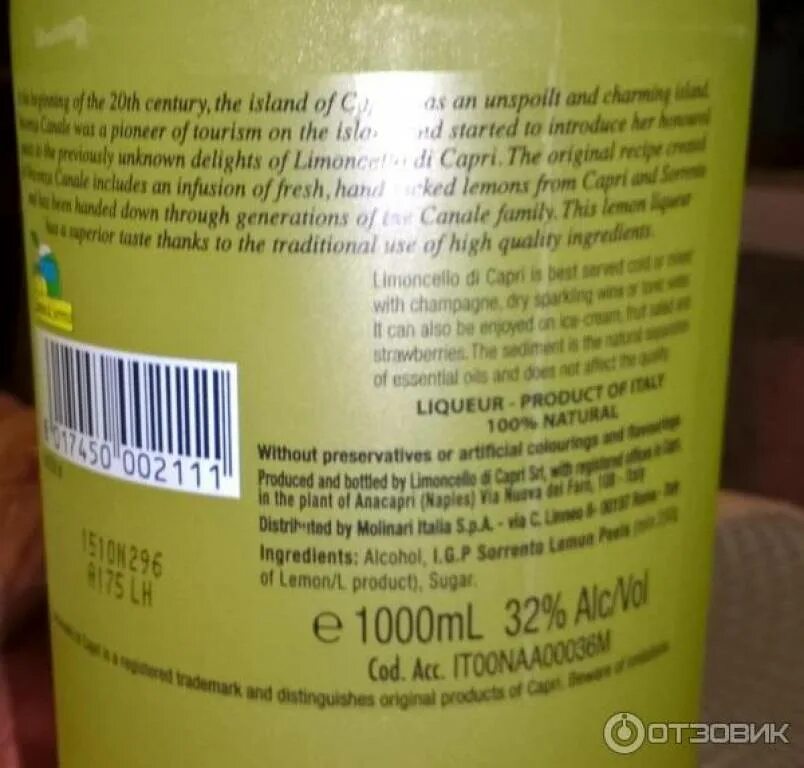 beginning of the 20th century, the island of as an unspoilt and charming island.
Canale was a pioneer of tourism on the and started to introduce her honoured
the previously unknown delights of Limoncello di Capri. The original recipe created
Canale includes an infusion of fresh, hand lemons from Capri and Sorrento
and has been handed down through generations of the Canale family. This lemon liqueur
has a superior taste thanks to the traditional use of high quality ingredients.
Limoncello di Capri is best served cold or
with champagne, dry sparkling wine or tonic water
It can also be enjoyed on ice-cream, fruit salad
strawberries. The sediment is the natural
of essential oils and does not affect the quality
LIQUEUR - PRODUCT OF ITALY
100% NATURAL
Without preservatives or artificial colourings and flavourings
Produced and bottled by Limoncello di Capri Srl, with registered office in Capri,
in the plant of Anacapri (Naples) Via Nuova del Faro, - Italy
Distributed by Molinari Italia S.p.A. - via C. Linneo 00197 Roma -
Ingredients: Alcohol, I.G.P Sorrento Lemon Peels
of Lemon/L product), Sugar.
8 017450 002111
1510N296
A175 LH
e 1000mL 32% Alc/Vol
Cod. Acc. IT00NAA00036M
Capri is a registered trademark and distinguishes original products of Capri. Beware of
ОТЗОВИК